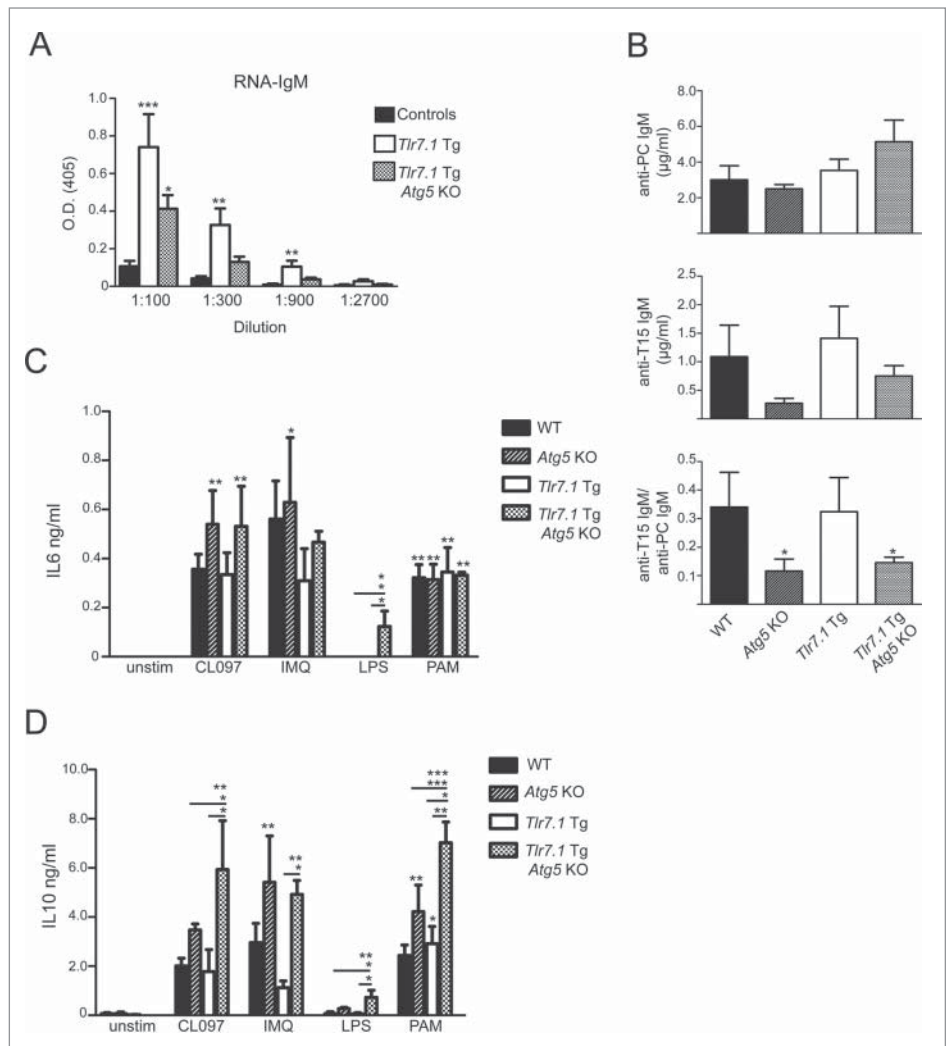 A
RNA-IgM
O.D. (405)
1.0
0.8
0.6
0.4
0.2
0
***
*
**
**
1:100
1:300
1:900
1:2700
Dilution
Controls
Tlr7.1 Tg
Tlr7.1 Tg
Atg5 KO
B
anti-PC IgM
(µg/ml)
8.0
6.0
4.0
2.0
anti-T15 IgM
(µg/ml)
2.5
2.0
1.5
1.0
0.5
anti-T15 IgM/
anti-PC IgM
0.5
0.4
0.3
0.2
0.1
*
*
WT
Atg5 KO
Tlr7.1 Tg
Tlr7.1 Tg
Atg5 KO
C
IL6 ng/ml
1.0
0.8
0.6
0.4
0.2
0
**
**
*
*
*
*
**
**
**
**
unstim
CL097
IMQ
LPS
PAM
WT
Atg5 KO
Tlr7.1 Tg
Tlr7.1 Tg
Atg5 KO
D
IL10 ng/ml
10.0
8.0
6.0
4.0
2.0
0
**
*
*
**
**
*
**
*
*
**
*
***
***
*
**
unstim
CL097
IMQ
LPS
PAM
WT
Atg5 KO
Tlr7.1 Tg
Tlr7.1 Tg
Atg5 KO